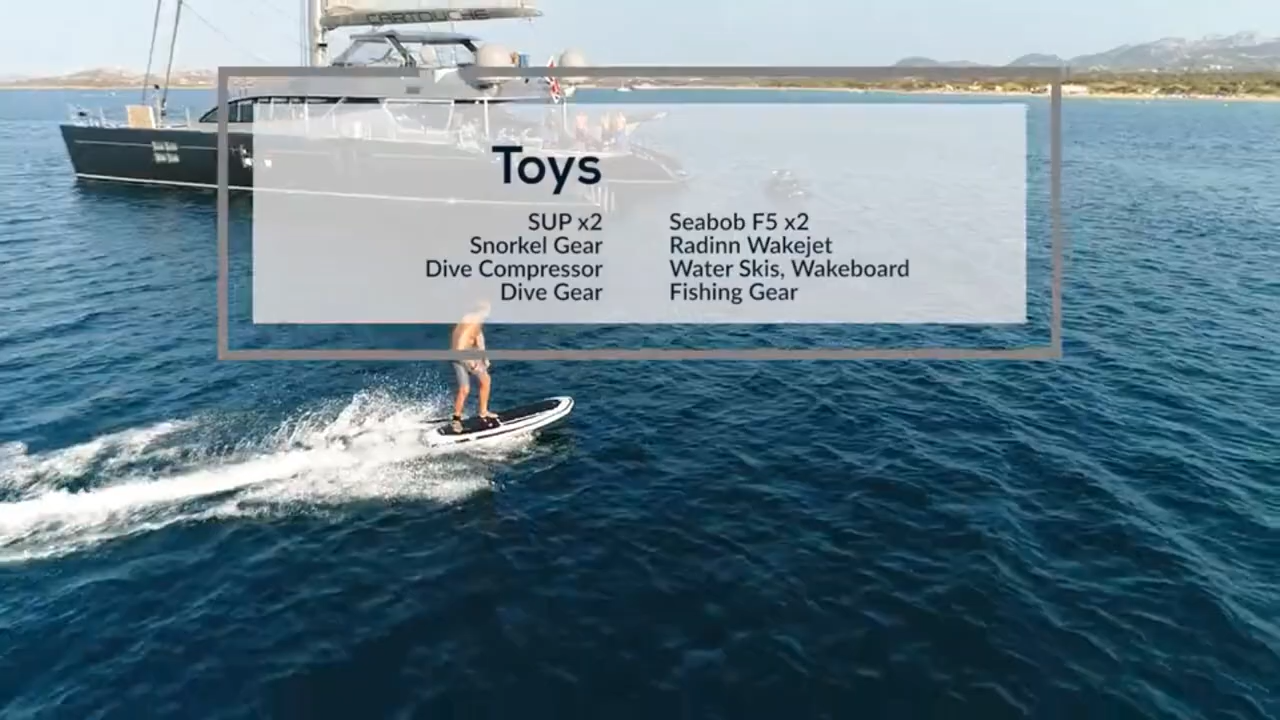 CARTOUCHE
Toys
SUP x2
Snorkel Gear
Dive Compressor
Dive Gear
Seabob F5 x2
Radinn Wakejet
Water Skis, Wakeboard
Fishing Gear